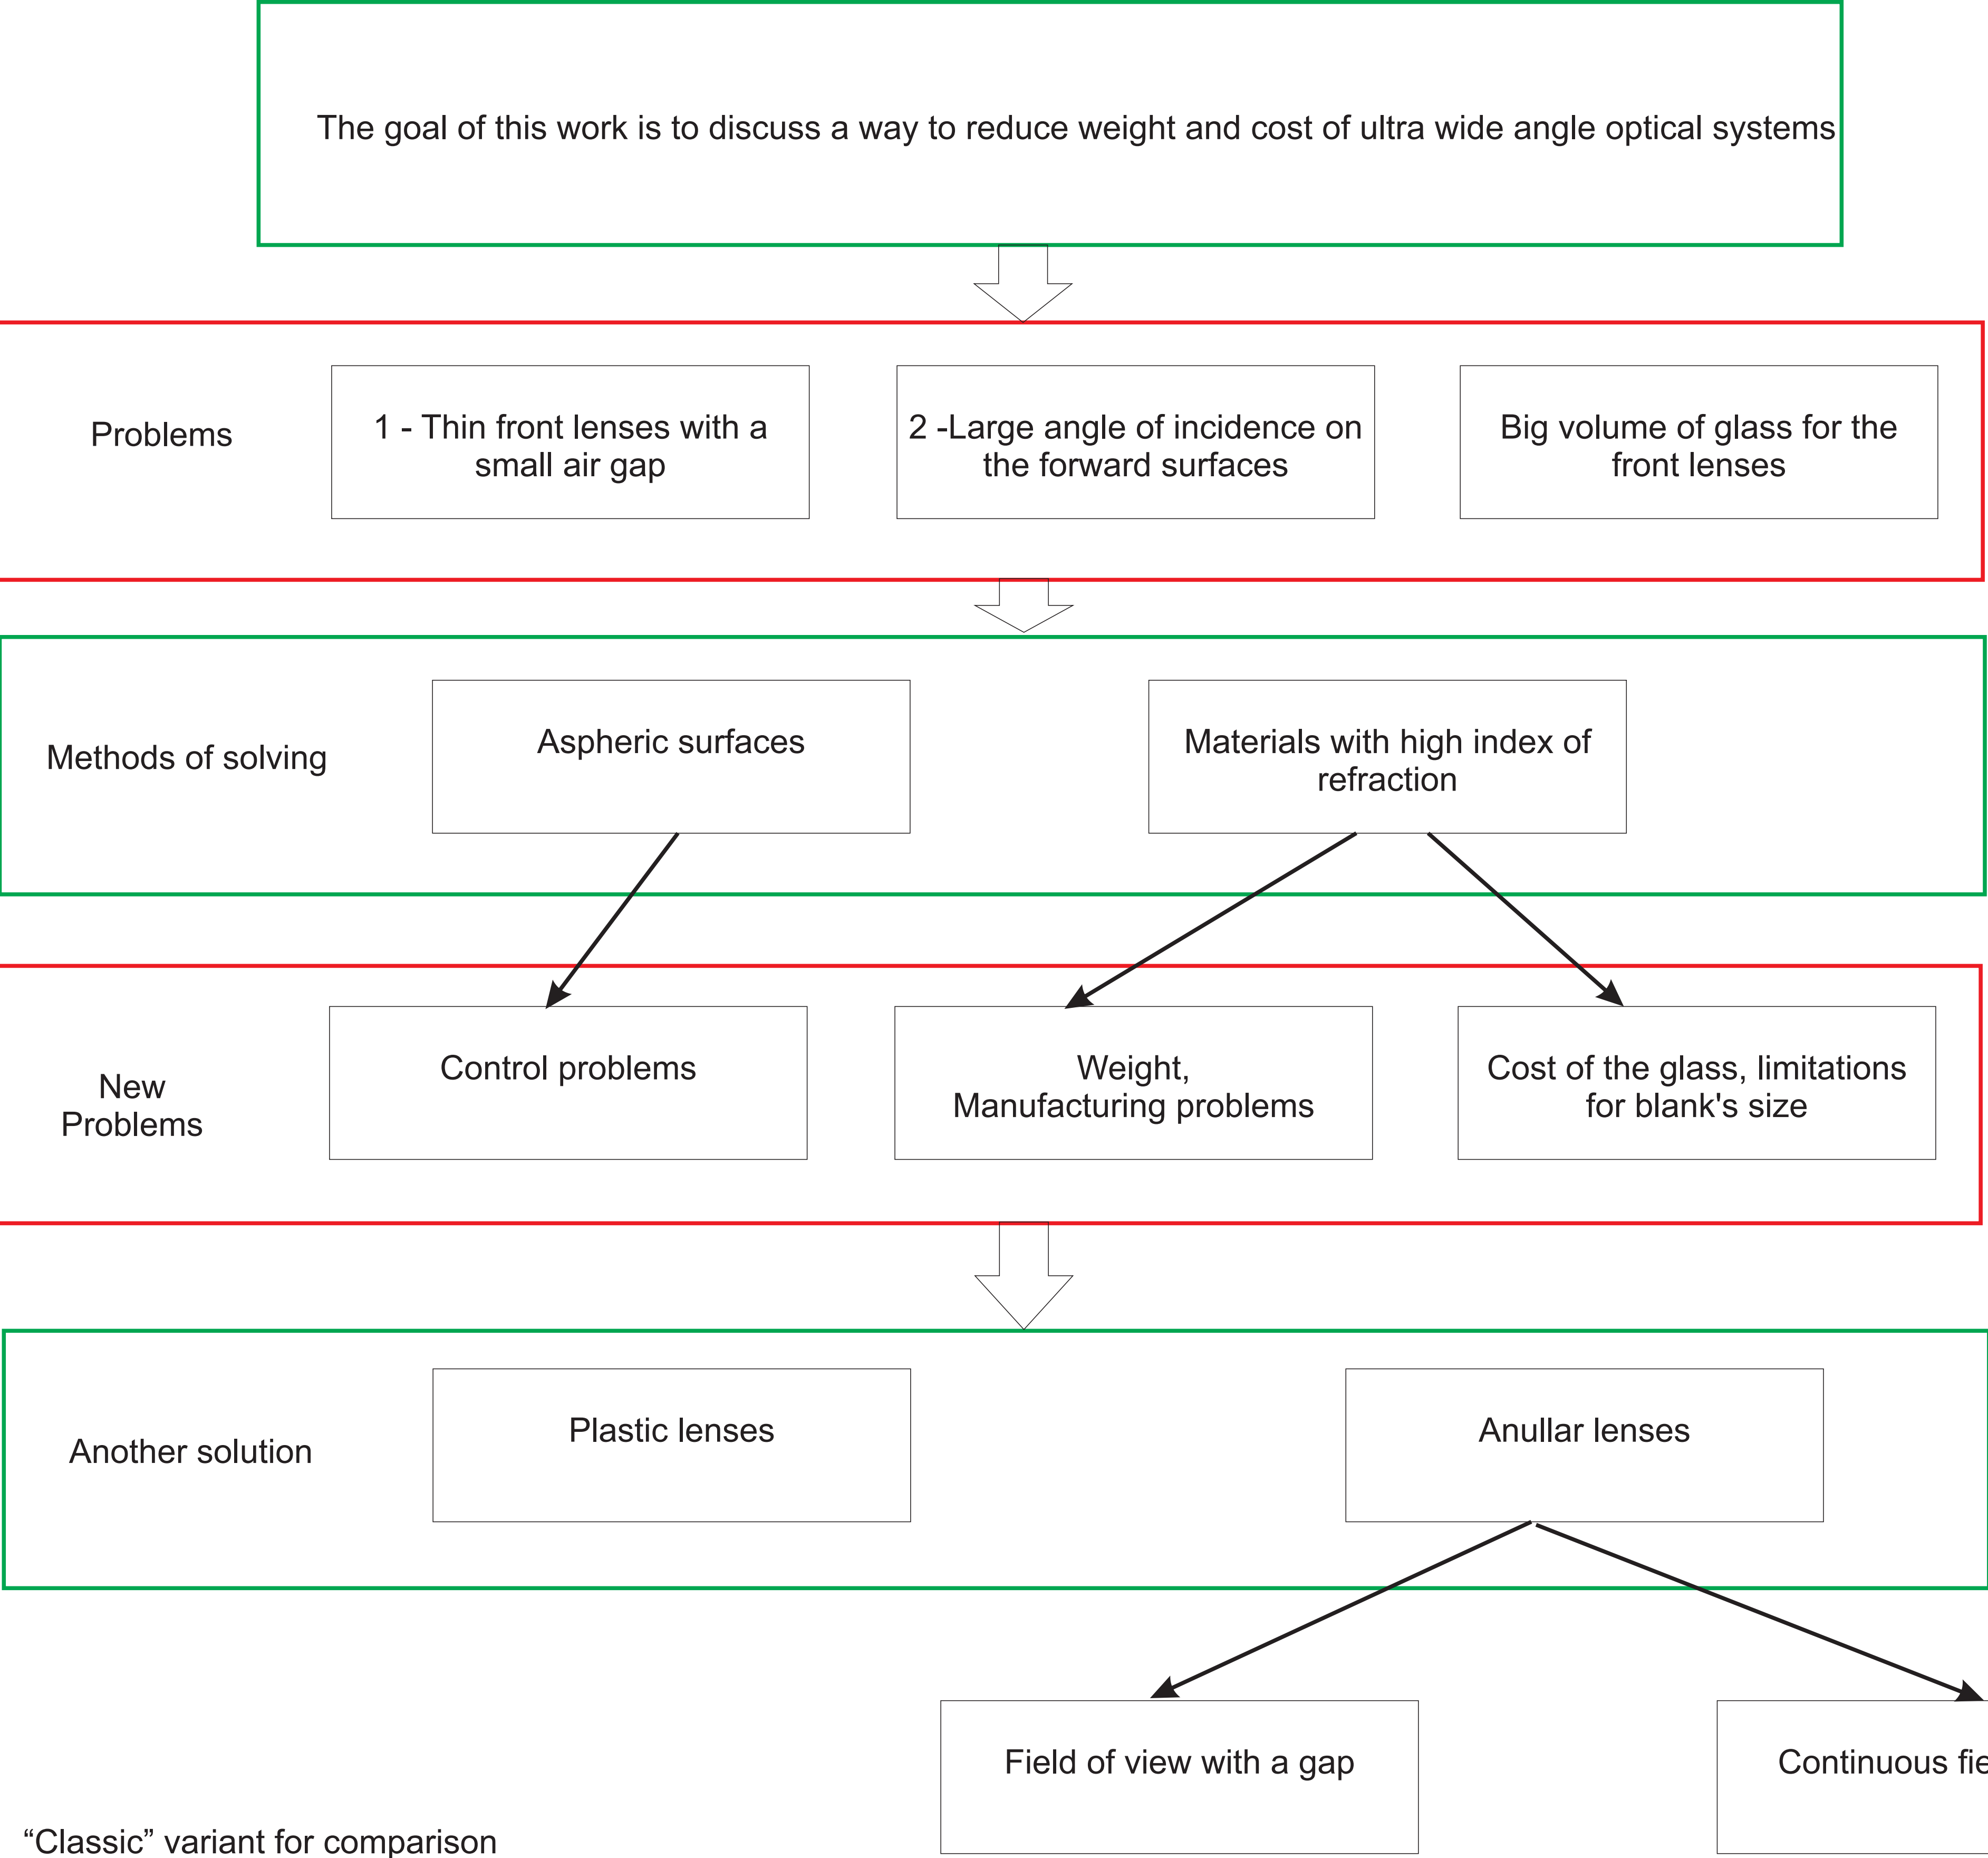 The goal of this work is to discuss a way to reduce weight and cost of ultra wide angle optical systems
Problems
1 - Thin front lenses with a
small air gap
2 -Large angle of incidence on
the forward surfaces
Big volume of glass for the
front lenses
Methods of solving
Aspheric surfaces
Materials with high index of
refraction
New
Problems
Control problems
Weight,
Manufacturing problems
Cost of the glass, limitations
for blank's size
Another solution
Plastic lenses
Anullar lenses
Field of view with a gap
Continuous
“Classic” variant for comparison